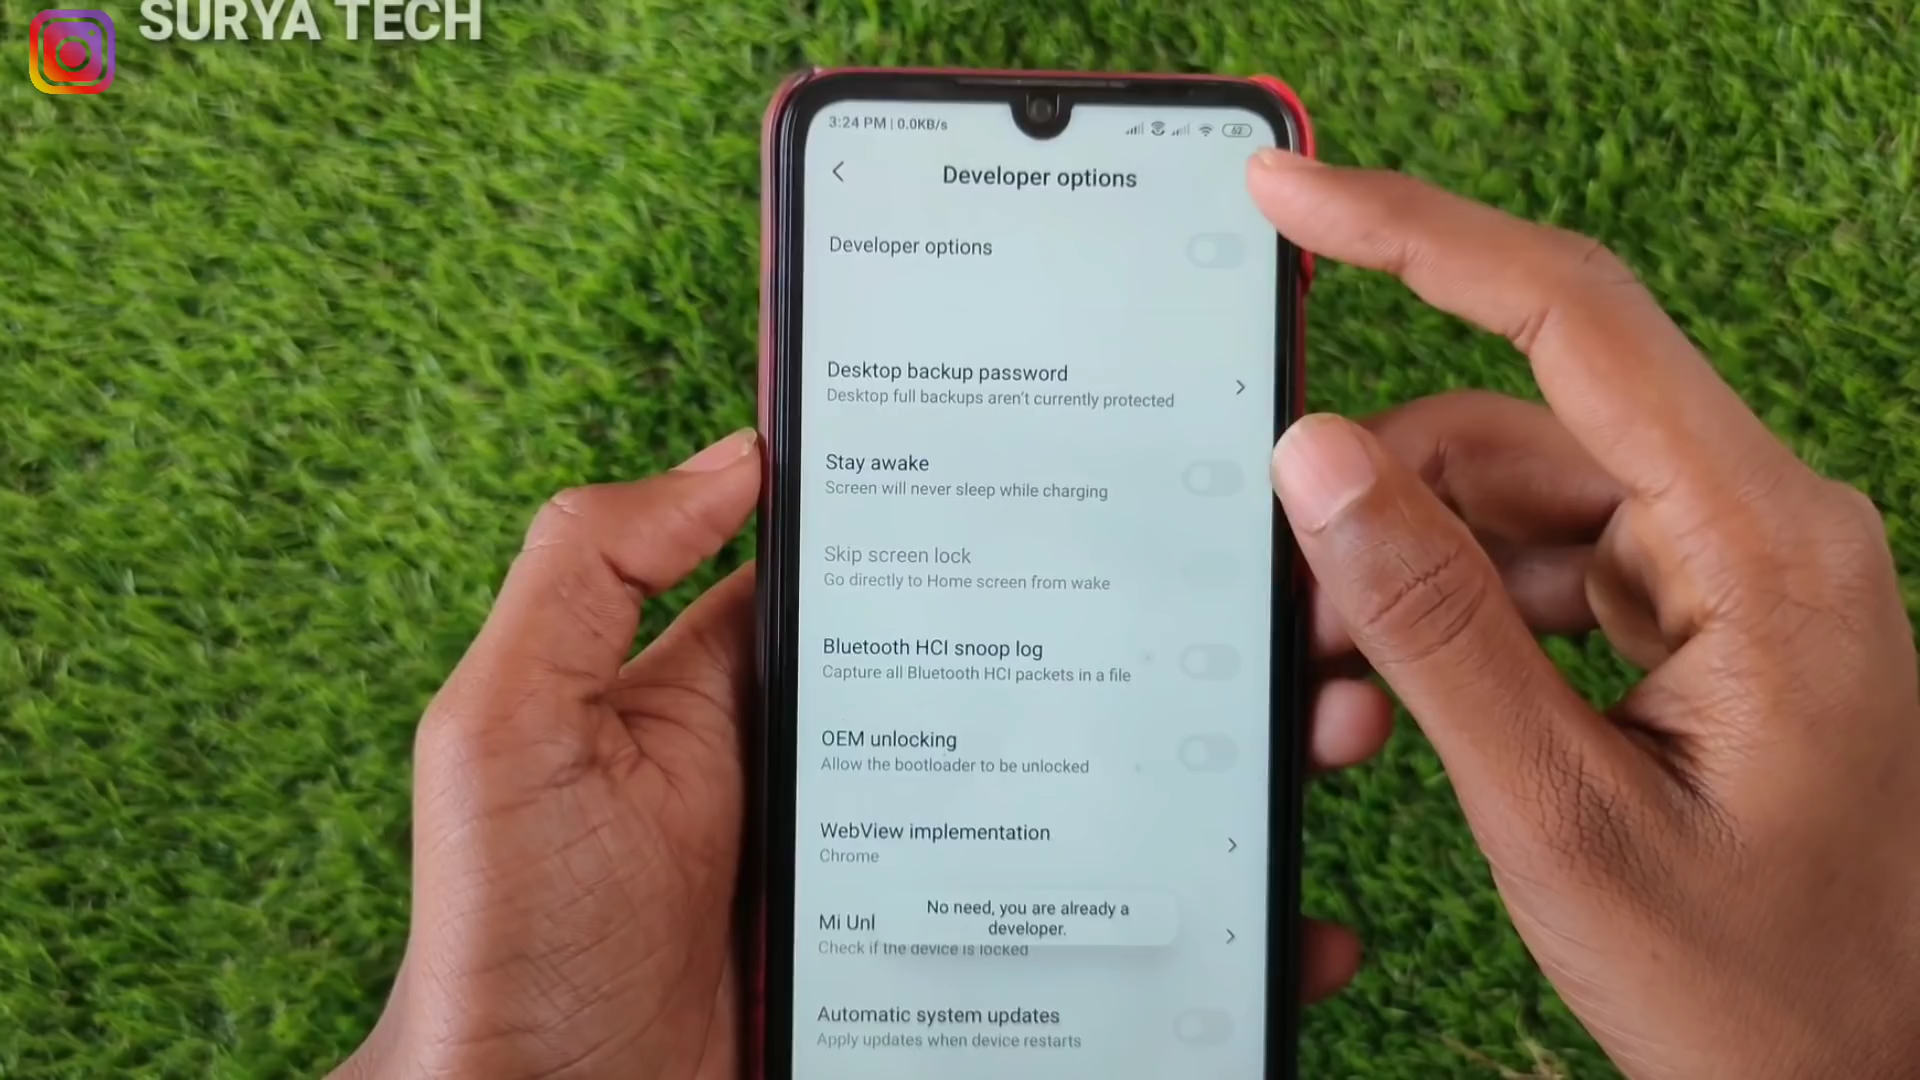 SURYA TECH
3:24 PM | 0.0KB/s
62
Developer options
Developer options
Desktop backup password
Desktop full backups aren't currently protected
Stay awake
Screen will never sleep while charging
Skip screen lock
Go directly to Home screen from wake
Bluetooth HCI snoop log
Capture all Bluetooth HCI packets in a file
OEM unlocking
Allow the bootloader to be unlocked
WebView implementation
Chrome
No need, you are already a
developer.
Mi Unl
Check if the device is locked
Automatic system updates
Apply updates when device restarts